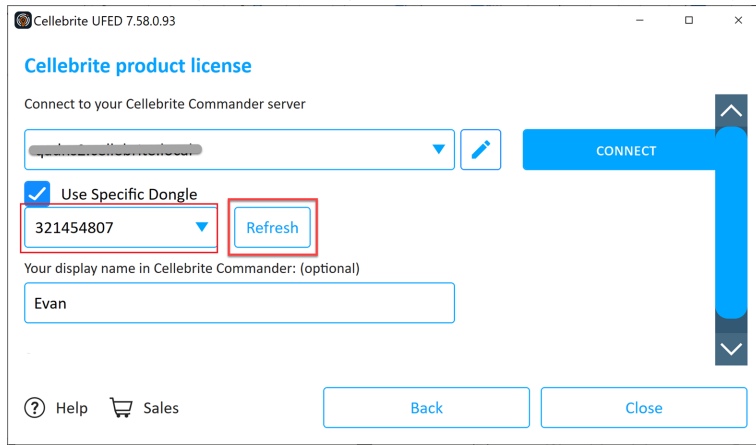 Cellebrite UFED 7.58.0.93
Cellebrite product license
Connect to your Cellebrite Commander server
CONNECT
Use Specific Dongle
321454807 Refresh
Your display name in Cellebrite Commander: (optional)
Evan
Help Sales Back Close